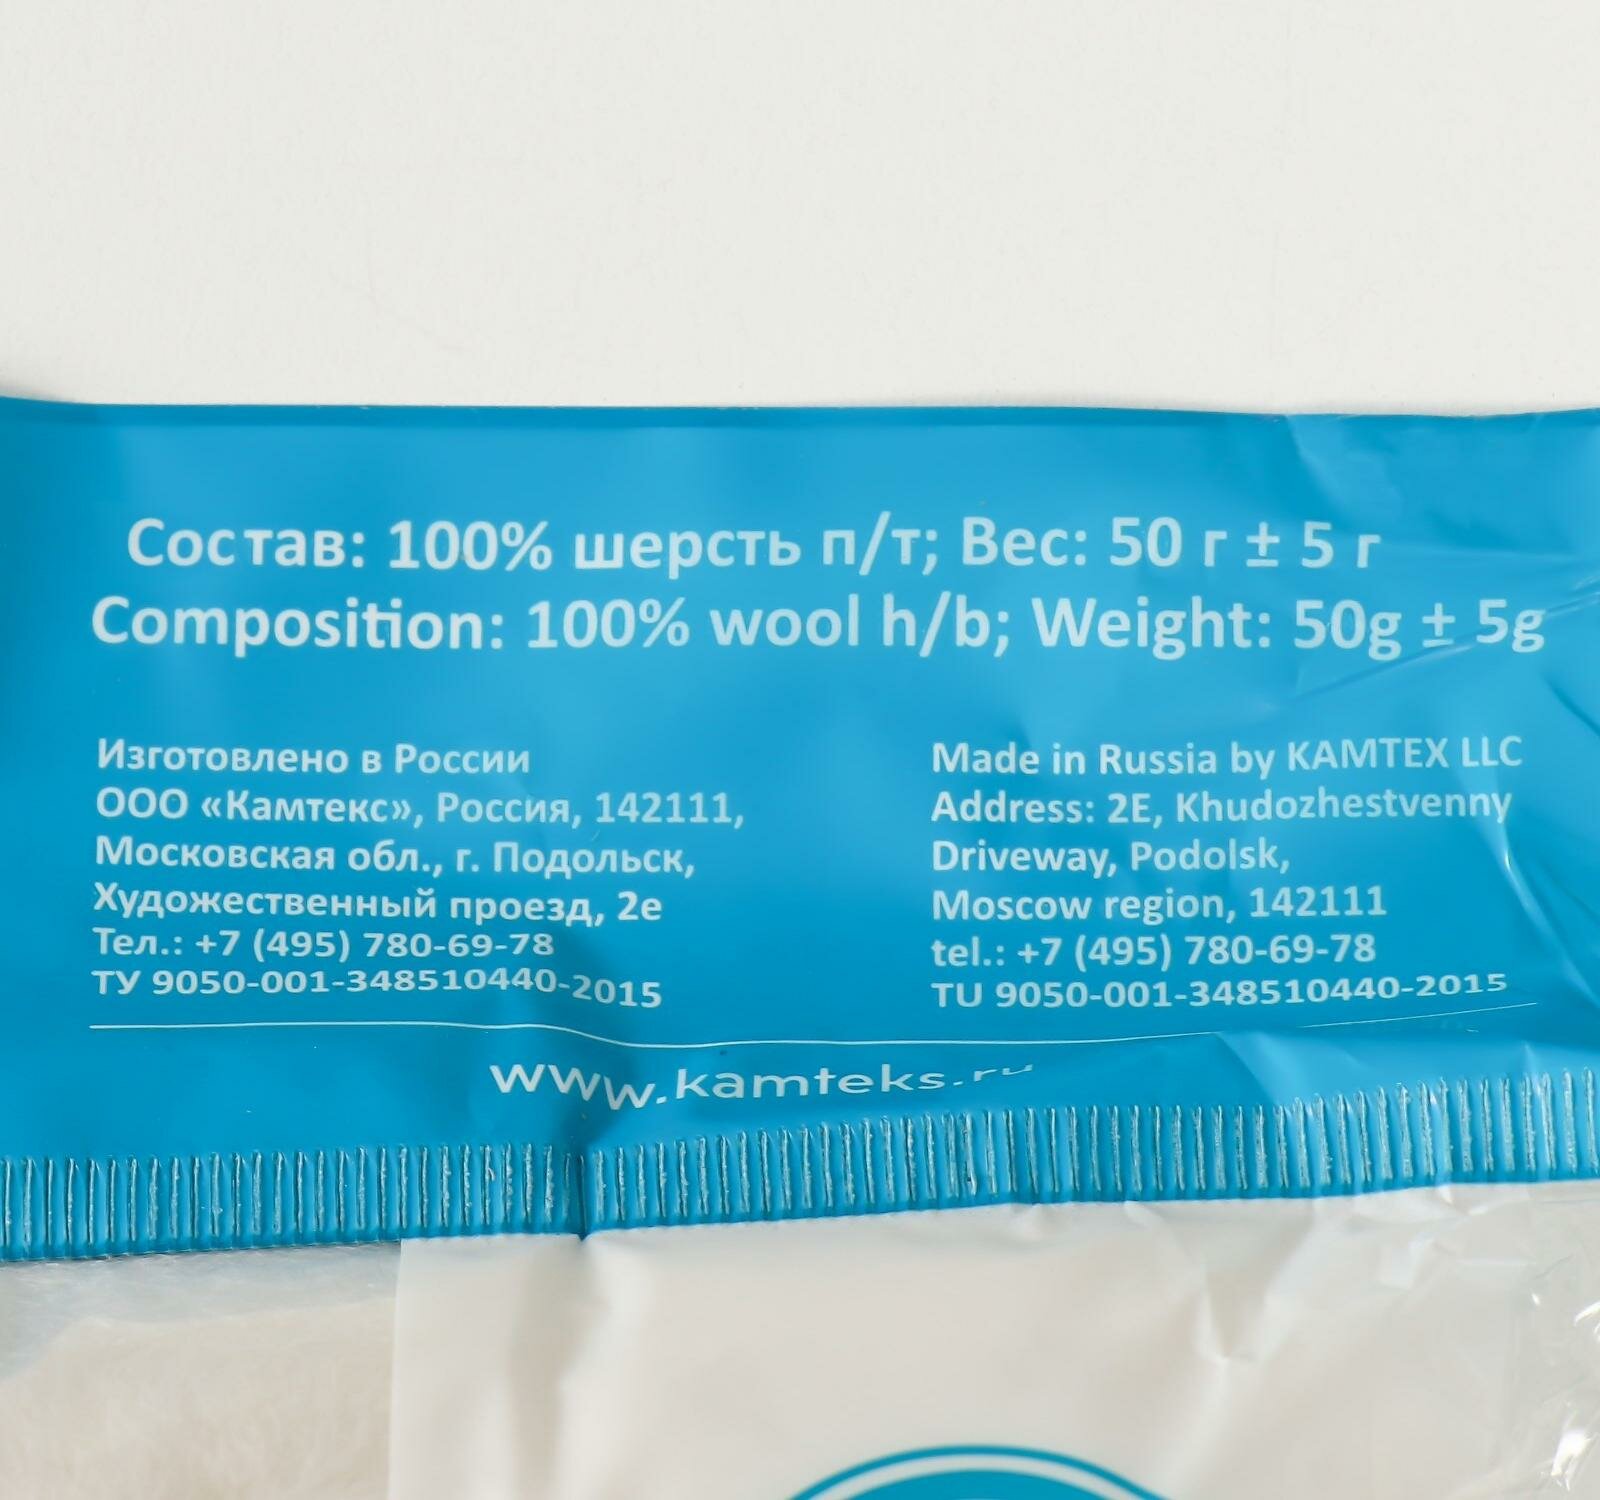 Состав: 100% шерсть п/т; Вес: 50 г ± 5 г
Composition: 100% wool h/b; Weight: 50g ± 5g
Изготовлено в России
ООО «Камтекс», Россия, 142111,
Московская обл., г. Подольск,
Художественный проезд, 2е
Тел.: +7 (495) 780-69-78
ТУ 9050-001-348510440-2015
Made in Russia by KAMTEX LLC
Address: 2E, Khudozhestvenny
Driveway, Podolsk,
Moscow region, 142111
tel.: +7 (495) 780-69-78
TU 9050-001-348510440-2015
www.kamteks.ru